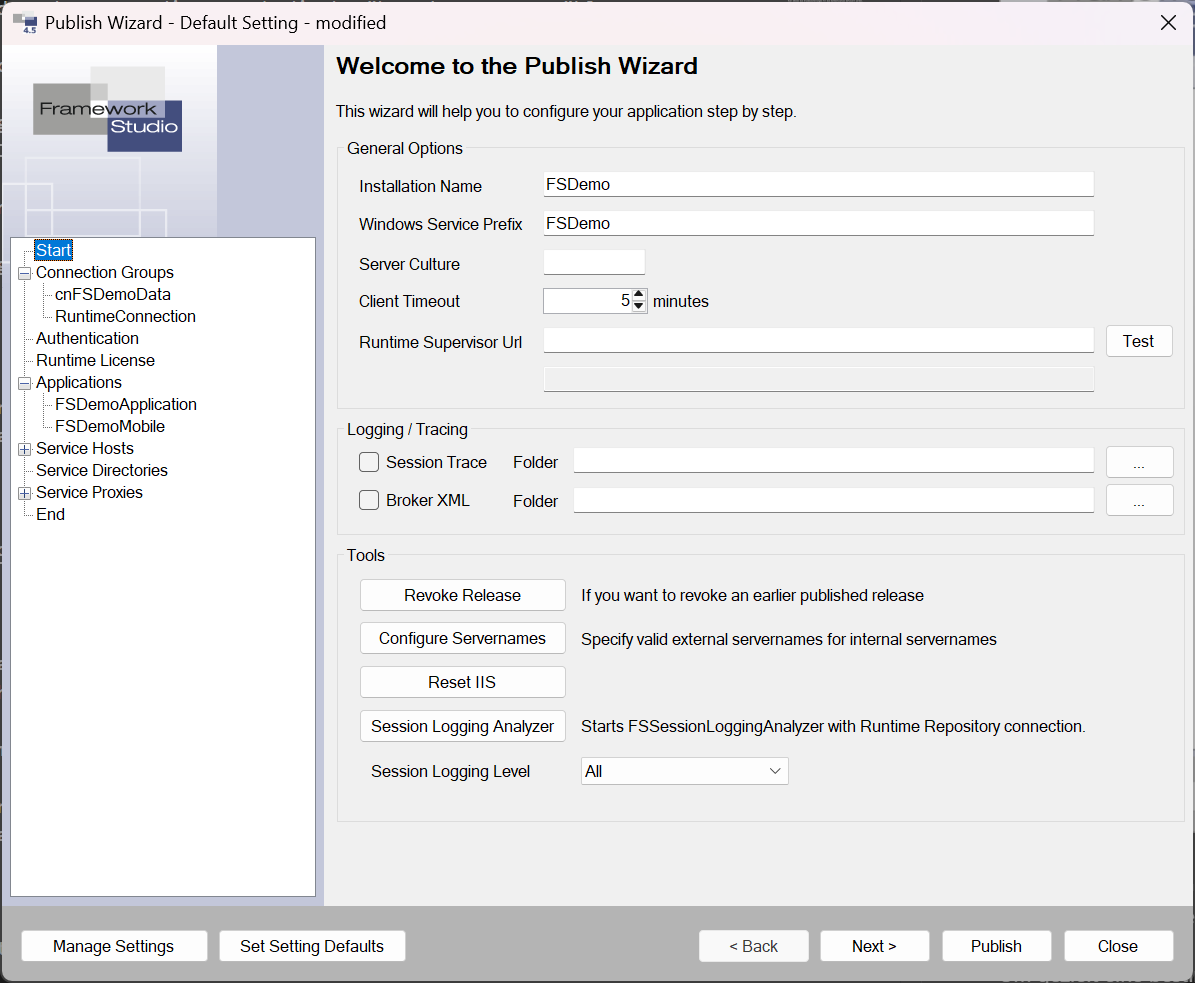 Publish Wizard - Default Setting - modified
4.5
Framework
Studio
Start
Connection Groups
cnFSDemoData
RuntimeConnection
Authentication
Runtime License
Applications
FSDemoApplication
FSDemoMobile
Service Hosts
Service Directories
Service Proxies
End
Welcome to the Publish Wizard
This wizard will help you to configure your application step by step.
General Options
Installation Name FSDemo
Windows Service Prefix FSDemo
Server Culture
Client Timeout 5 minutes
Runtime Supervisor Url Test
Logging / Tracing
Session Trace Folder ...
Broker XML Folder ...
Tools
Revoke Release If you want to revoke an earlier published release
Configure Servernames Specify valid external servernames for internal servernames
Reset IIS
Session Logging Analyzer Starts FSSessionLoggingAnalyzer with Runtime Repository connection.
Session Logging Level All
Manage Settings Set Setting Defaults < Back Next > Publish Close